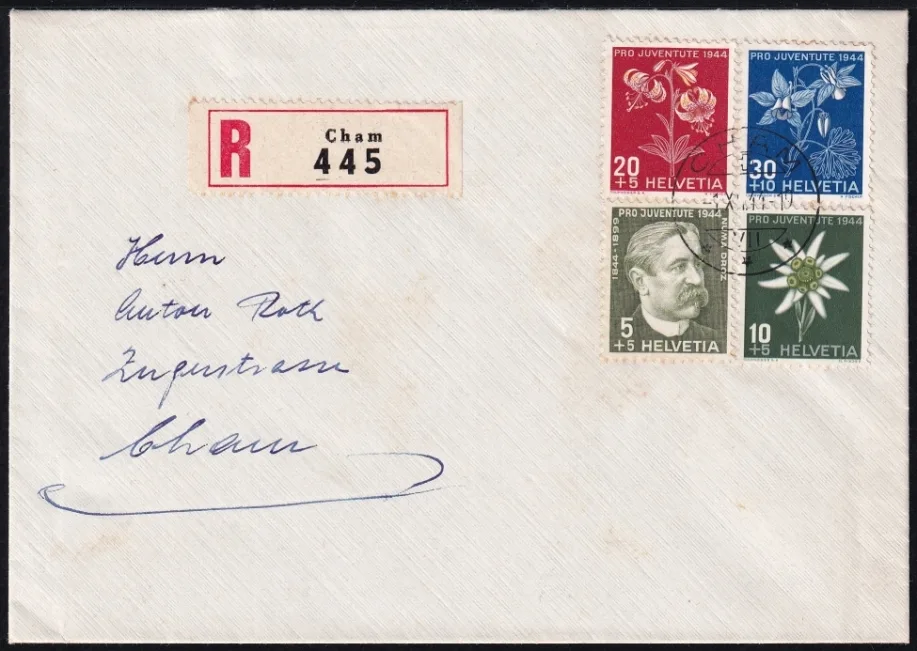 R
Cham
445
Herrn
Anton Roth
Zugerstrasse
Cham
PRO JUVENTUTE 1944
20
+5 HELVETIA
PRO JUVENTUTE 1944
30
+10 HELVETIA
PRO JUVENTUTE 1944
1844-1899
NUMA DROZ
5
+5 HELVETIA
PRO JUVENTUTE 1944
10
+5 HELVETIA
CHAM